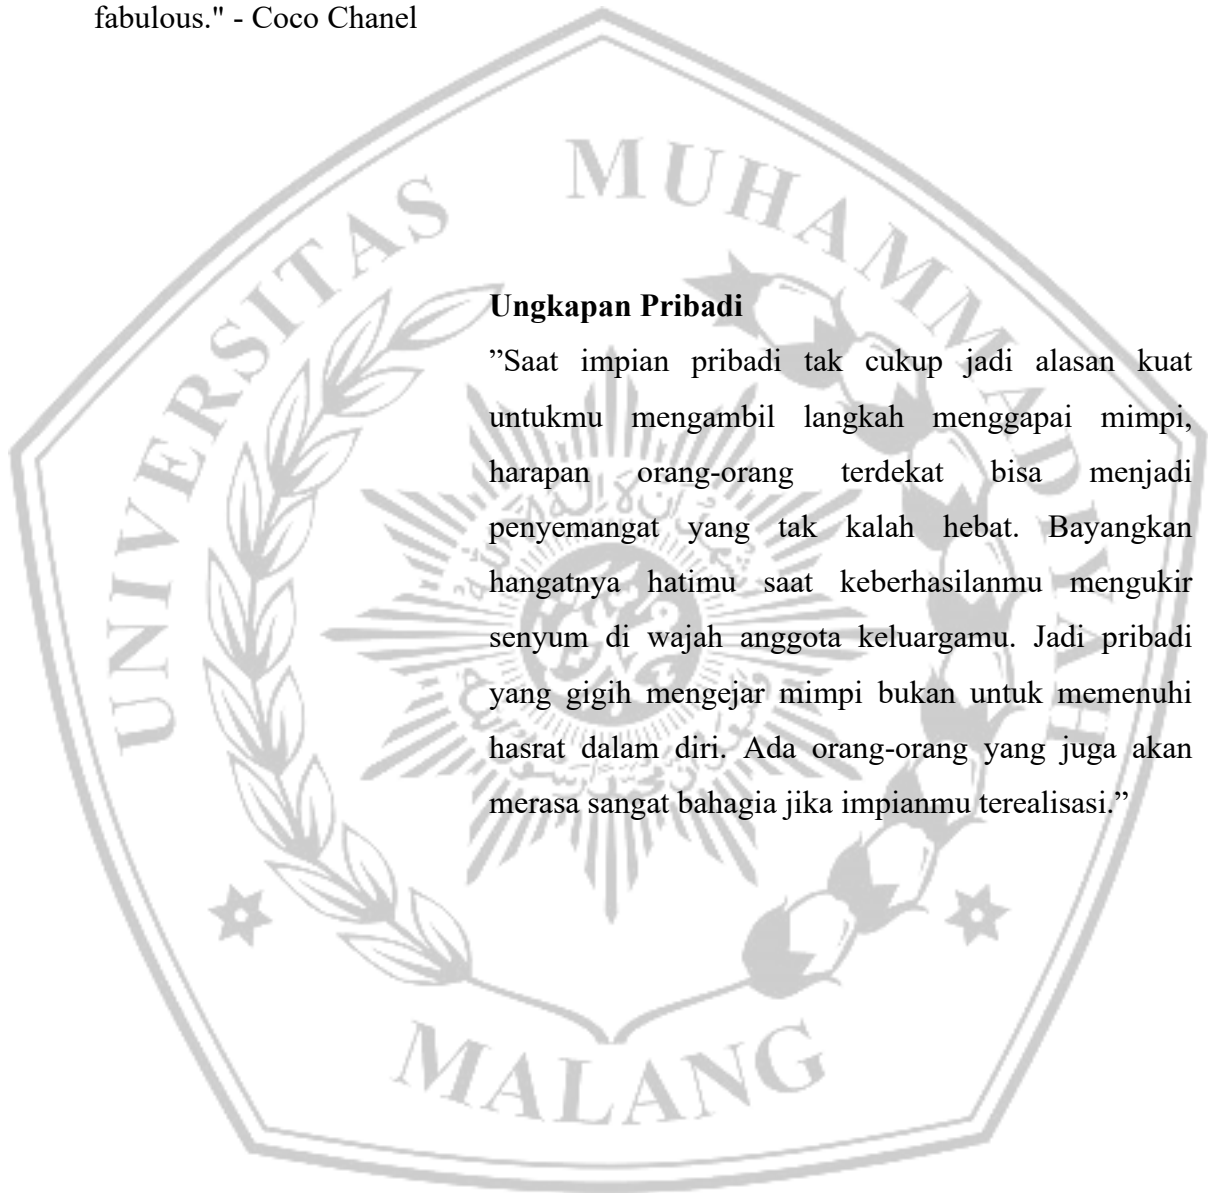 fabulous." - Coco Chanel
UNIVERSITAS MUHAMMADIYAH
Ungkapan Pribadi
”Saat impian pribadi tak cukup jadi alasan kuat
untukmu mengambil langkah menggapai mimpi,
harapan orang-orang terdekat bisa menjadi
penyemangat yang tak kalah hebat. Bayangkan
hangatnya hatimu saat keberhasilanmu mengukir
senyum di wajah anggota keluargamu. Jadi pribadi
yang gigih mengejar mimpi bukan untuk memenuhi
hasrat dalam diri. Ada orang-orang yang juga akan
merasa sangat bahagia jika impianmu terealisasi.”
MALANG